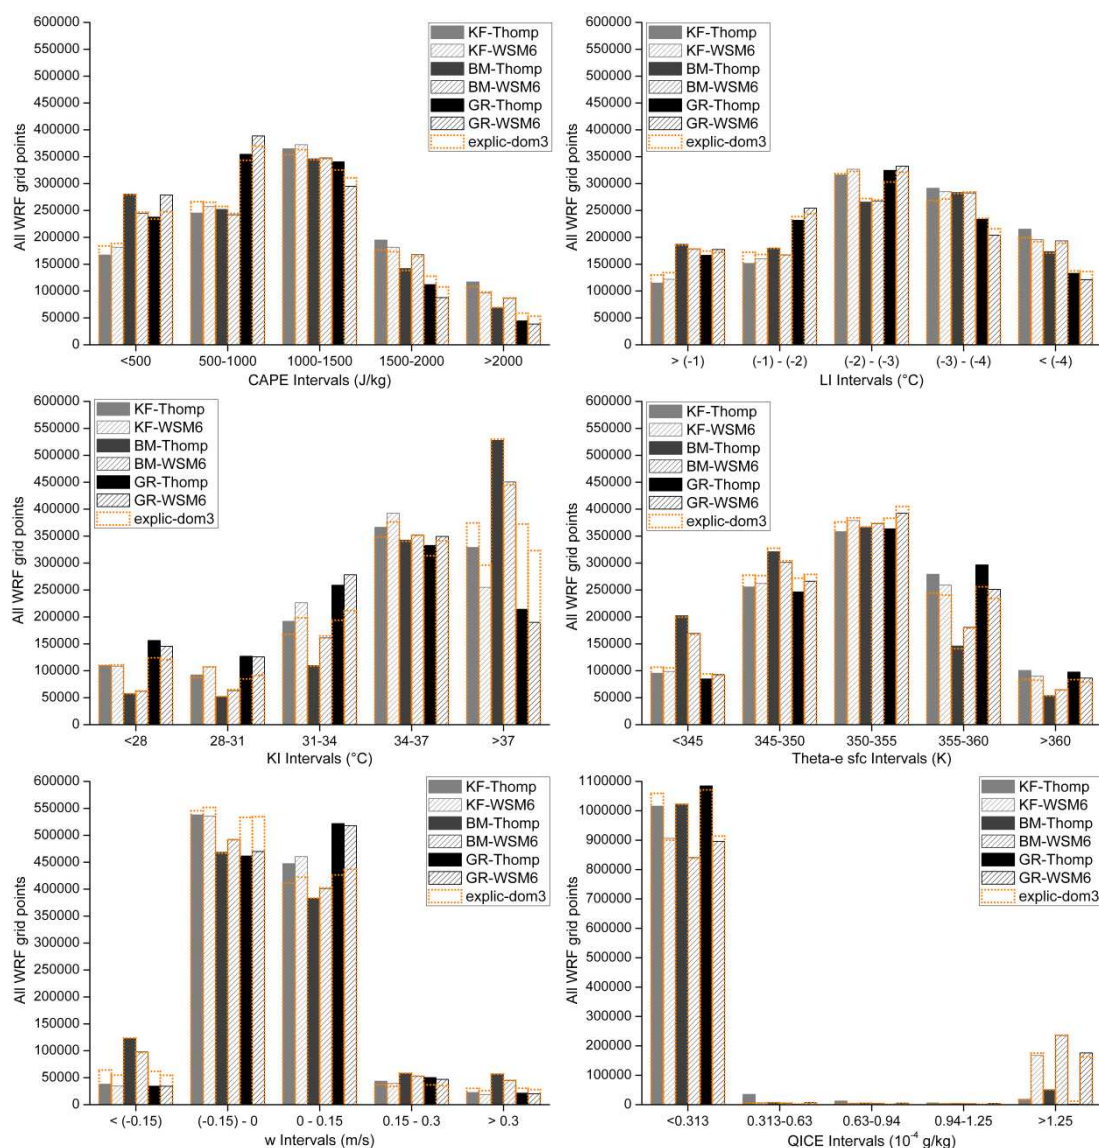 All WRF grid points
600000
550000
500000
450000
400000
350000
300000
250000
200000
150000
100000
50000
0
KF-Thomp
KF-WSM6
BM-Thomp
BM-WSM6
GR-Thomp
GR-WSM6
explic-dom3
<500 500-1000 1000-1500 1500-2000 >2000
CAPE Intervals (J/kg)
All WRF grid points
600000
550000
500000
450000
400000
350000
300000
250000
200000
150000
100000
50000
0
KF-Thomp
KF-WSM6
BM-Thomp
BM-WSM6
GR-Thomp
GR-WSM6
explic-dom3
> (-1) (-1) - (-2) (-2) - (-3) (-3) - (-4) < (-4)
LI Intervals (°C)
All WRF grid points
600000
550000
500000
450000
400000
350000
300000
250000
200000
150000
100000
50000
0
KF-Thomp
KF-WSM6
BM-Thomp
BM-WSM6
GR-Thomp
GR-WSM6
explic-dom3
<28 28-31 31-34 34-37 >37
KI Intervals (°C)
All WRF grid points
600000
550000
500000
450000
400000
350000
300000
250000
200000
150000
100000
50000
0
KF-Thomp
KF-WSM6
BM-Thomp
BM-WSM6
GR-Thomp
GR-WSM6
explic-dom3
<345 345-350 350-355 355-360 >360
Theta-e sfc Intervals (K)
All WRF grid points
600000
550000
500000
450000
400000
350000
300000
250000
200000
150000
100000
50000
0
KF-Thomp
KF-WSM6
BM-Thomp
BM-WSM6
GR-Thomp
GR-WSM6
explic-dom3
< (-0.15) (-0.15) - 0 0 - 0.15 0.15 - 0.3 > 0.3
w Intervals (m/s)
All WRF grid points
1100000
1000000
900000
800000
700000
600000
500000
400000
300000
200000
100000
0
KF-Thomp
KF-WSM6
BM-Thomp
BM-WSM6
GR-Thomp
GR-WSM6
explic-dom3
<0.313 0.313-0.63 0.63-0.94 0.94-1.25 >1.25
QICE Intervals (10⁻⁴ g/kg)